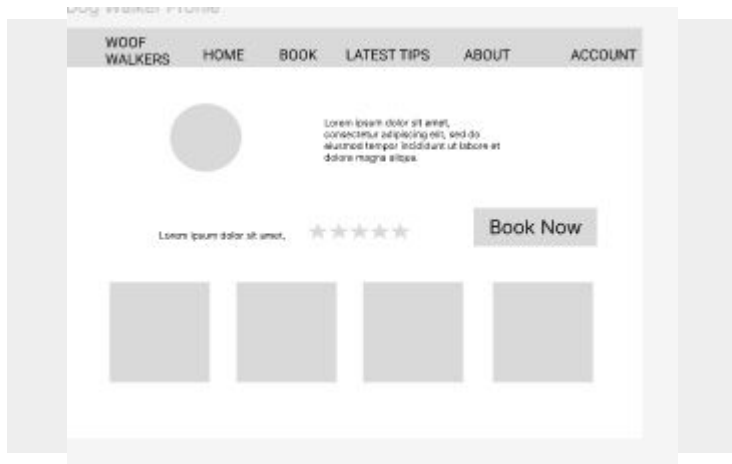 Dog Walker Profile
WOOF
WALKERS
HOME
BOOK
LATEST TIPS
ABOUT
ACCOUNT
Lorem ipsum dolor sit amet,
consectetur adipiscing elit, sed do
eiusmod tempor incididunt ut labore et
dolore magna aliqua.
Lorem ipsum dolor sit amet,
Book Now